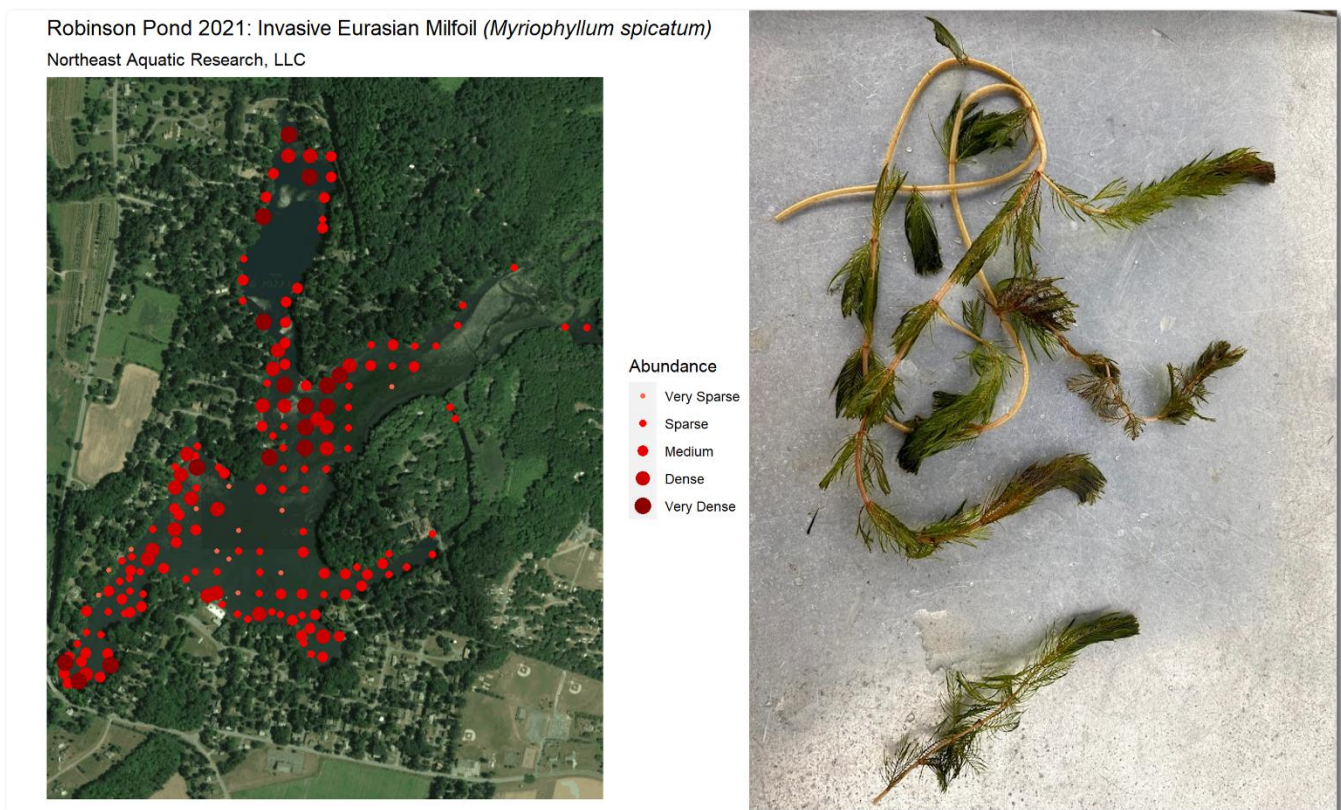 Robinson Pond 2021: Invasive Eurasian Milfoil (Myriophyllum spicatum)
Northeast Aquatic Research, LLC
Abundance
Very Sparse
Sparse
Medium
Dense
Very Dense